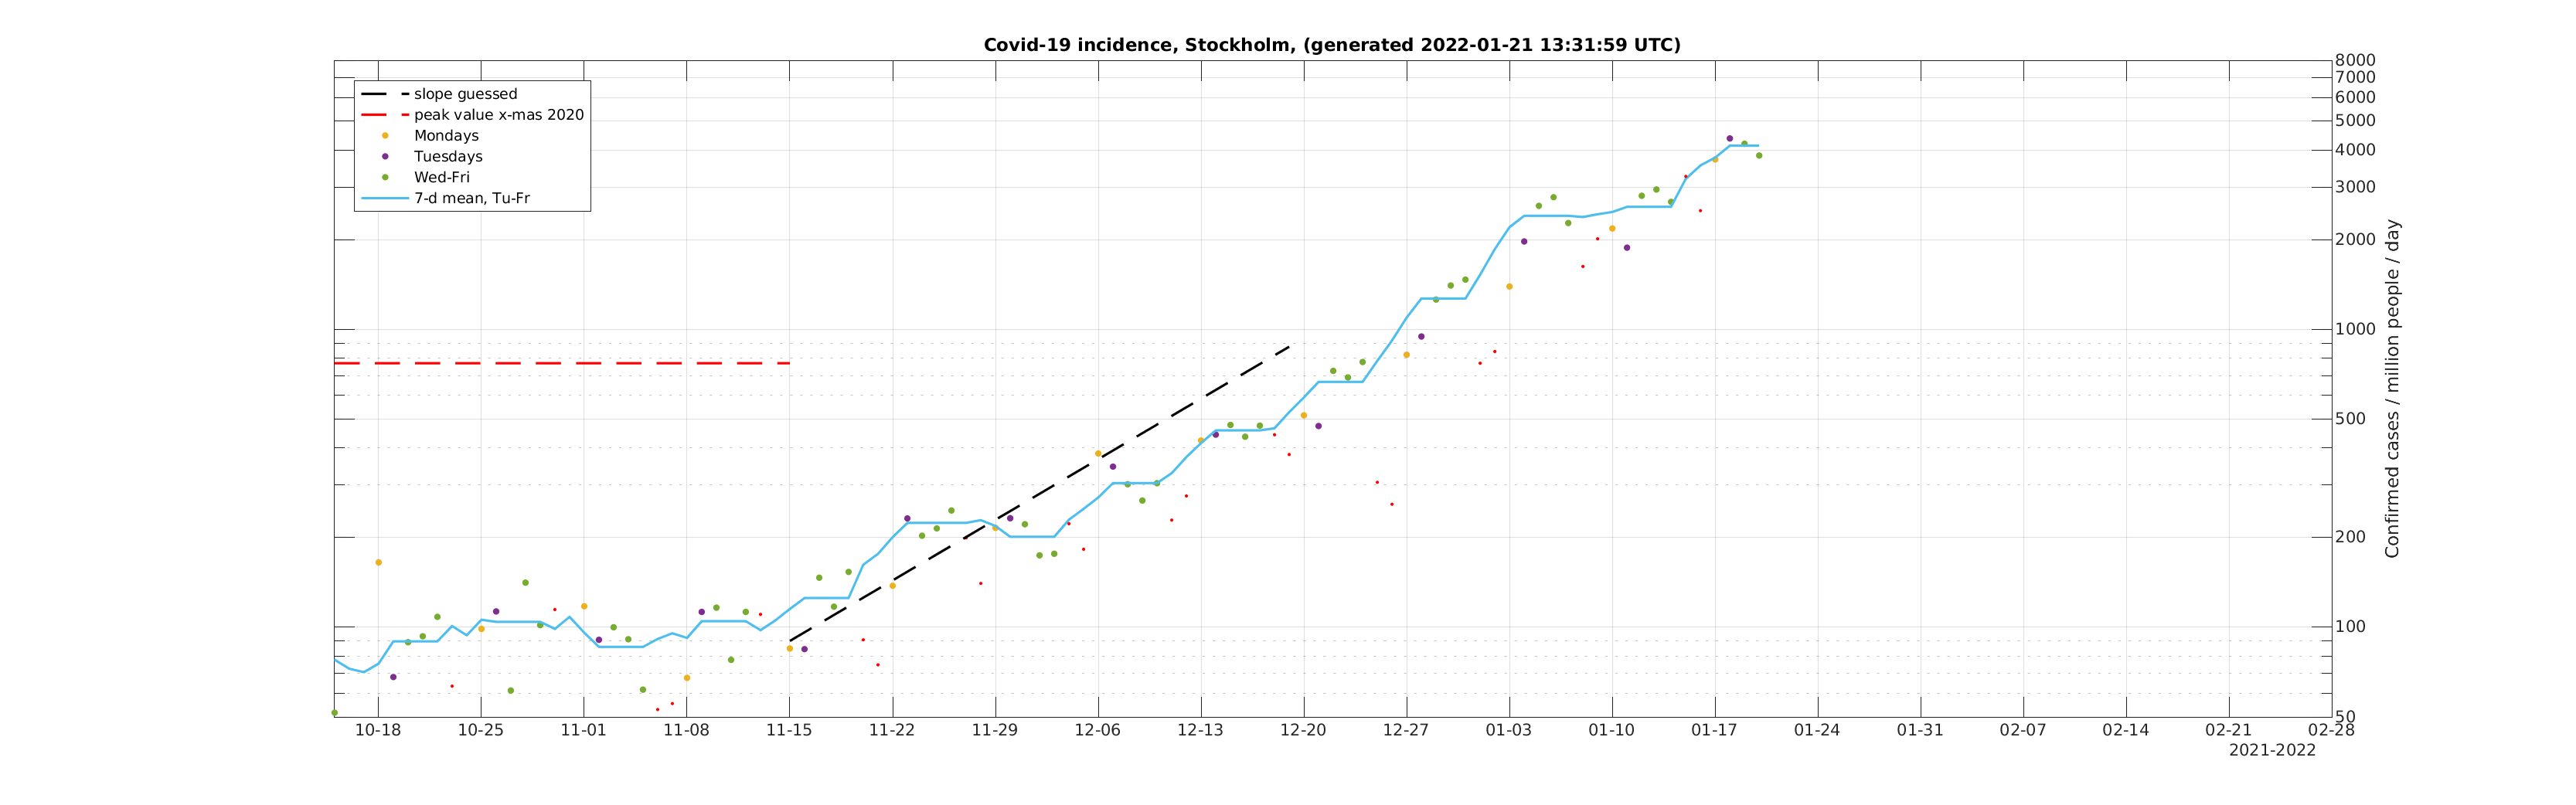 Covid-19 incidence, Stockholm, (generated 2022-01-21 13:31:59 UTC)
slope guessed
peak value x-mas 2020
Mondays
Tuesdays
Wed-Fri
7-d mean, Tu-Fr
8000
7000
6000
5000
4000
3000
2000
1000
500
200
100
50
Confirmed cases / million people / day
10-18 10-25 11-01 11-08 11-15 11-22 11-29 12-06 12-13 12-20 12-27 01-03 01-10 01-17 01-24 01-31 02-07 02-14 02-21 02-28
2021-2022